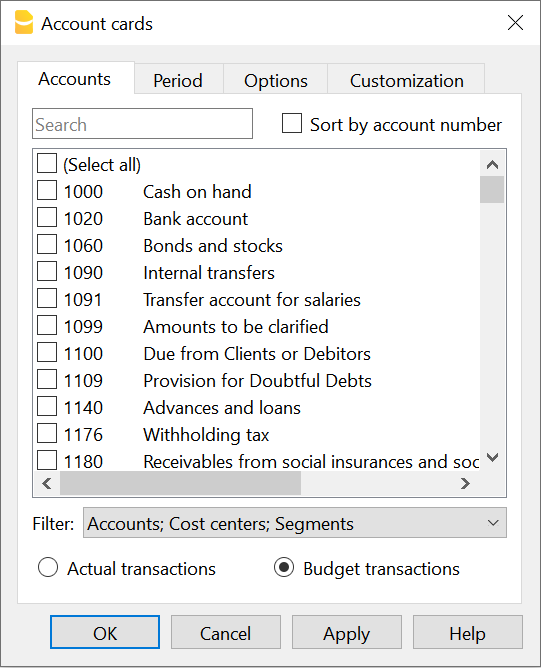 Account cards
Accounts Period Options Customization
Search Sort by account number
(Select all)
1000 Cash on hand
1020 Bank account
1060 Bonds and stocks
1090 Internal transfers
1091 Transfer account for salaries
1099 Amounts to be clarified
1100 Due from Clients or Debitors
1109 Provision for Doubtful Debts
1140 Advances and loans
1176 Withholding tax
1180 Receivables from social insurances and soc
Filter: Accounts; Cost centers; Segments
Actual transactions Budget transactions
OK Cancel Apply Help